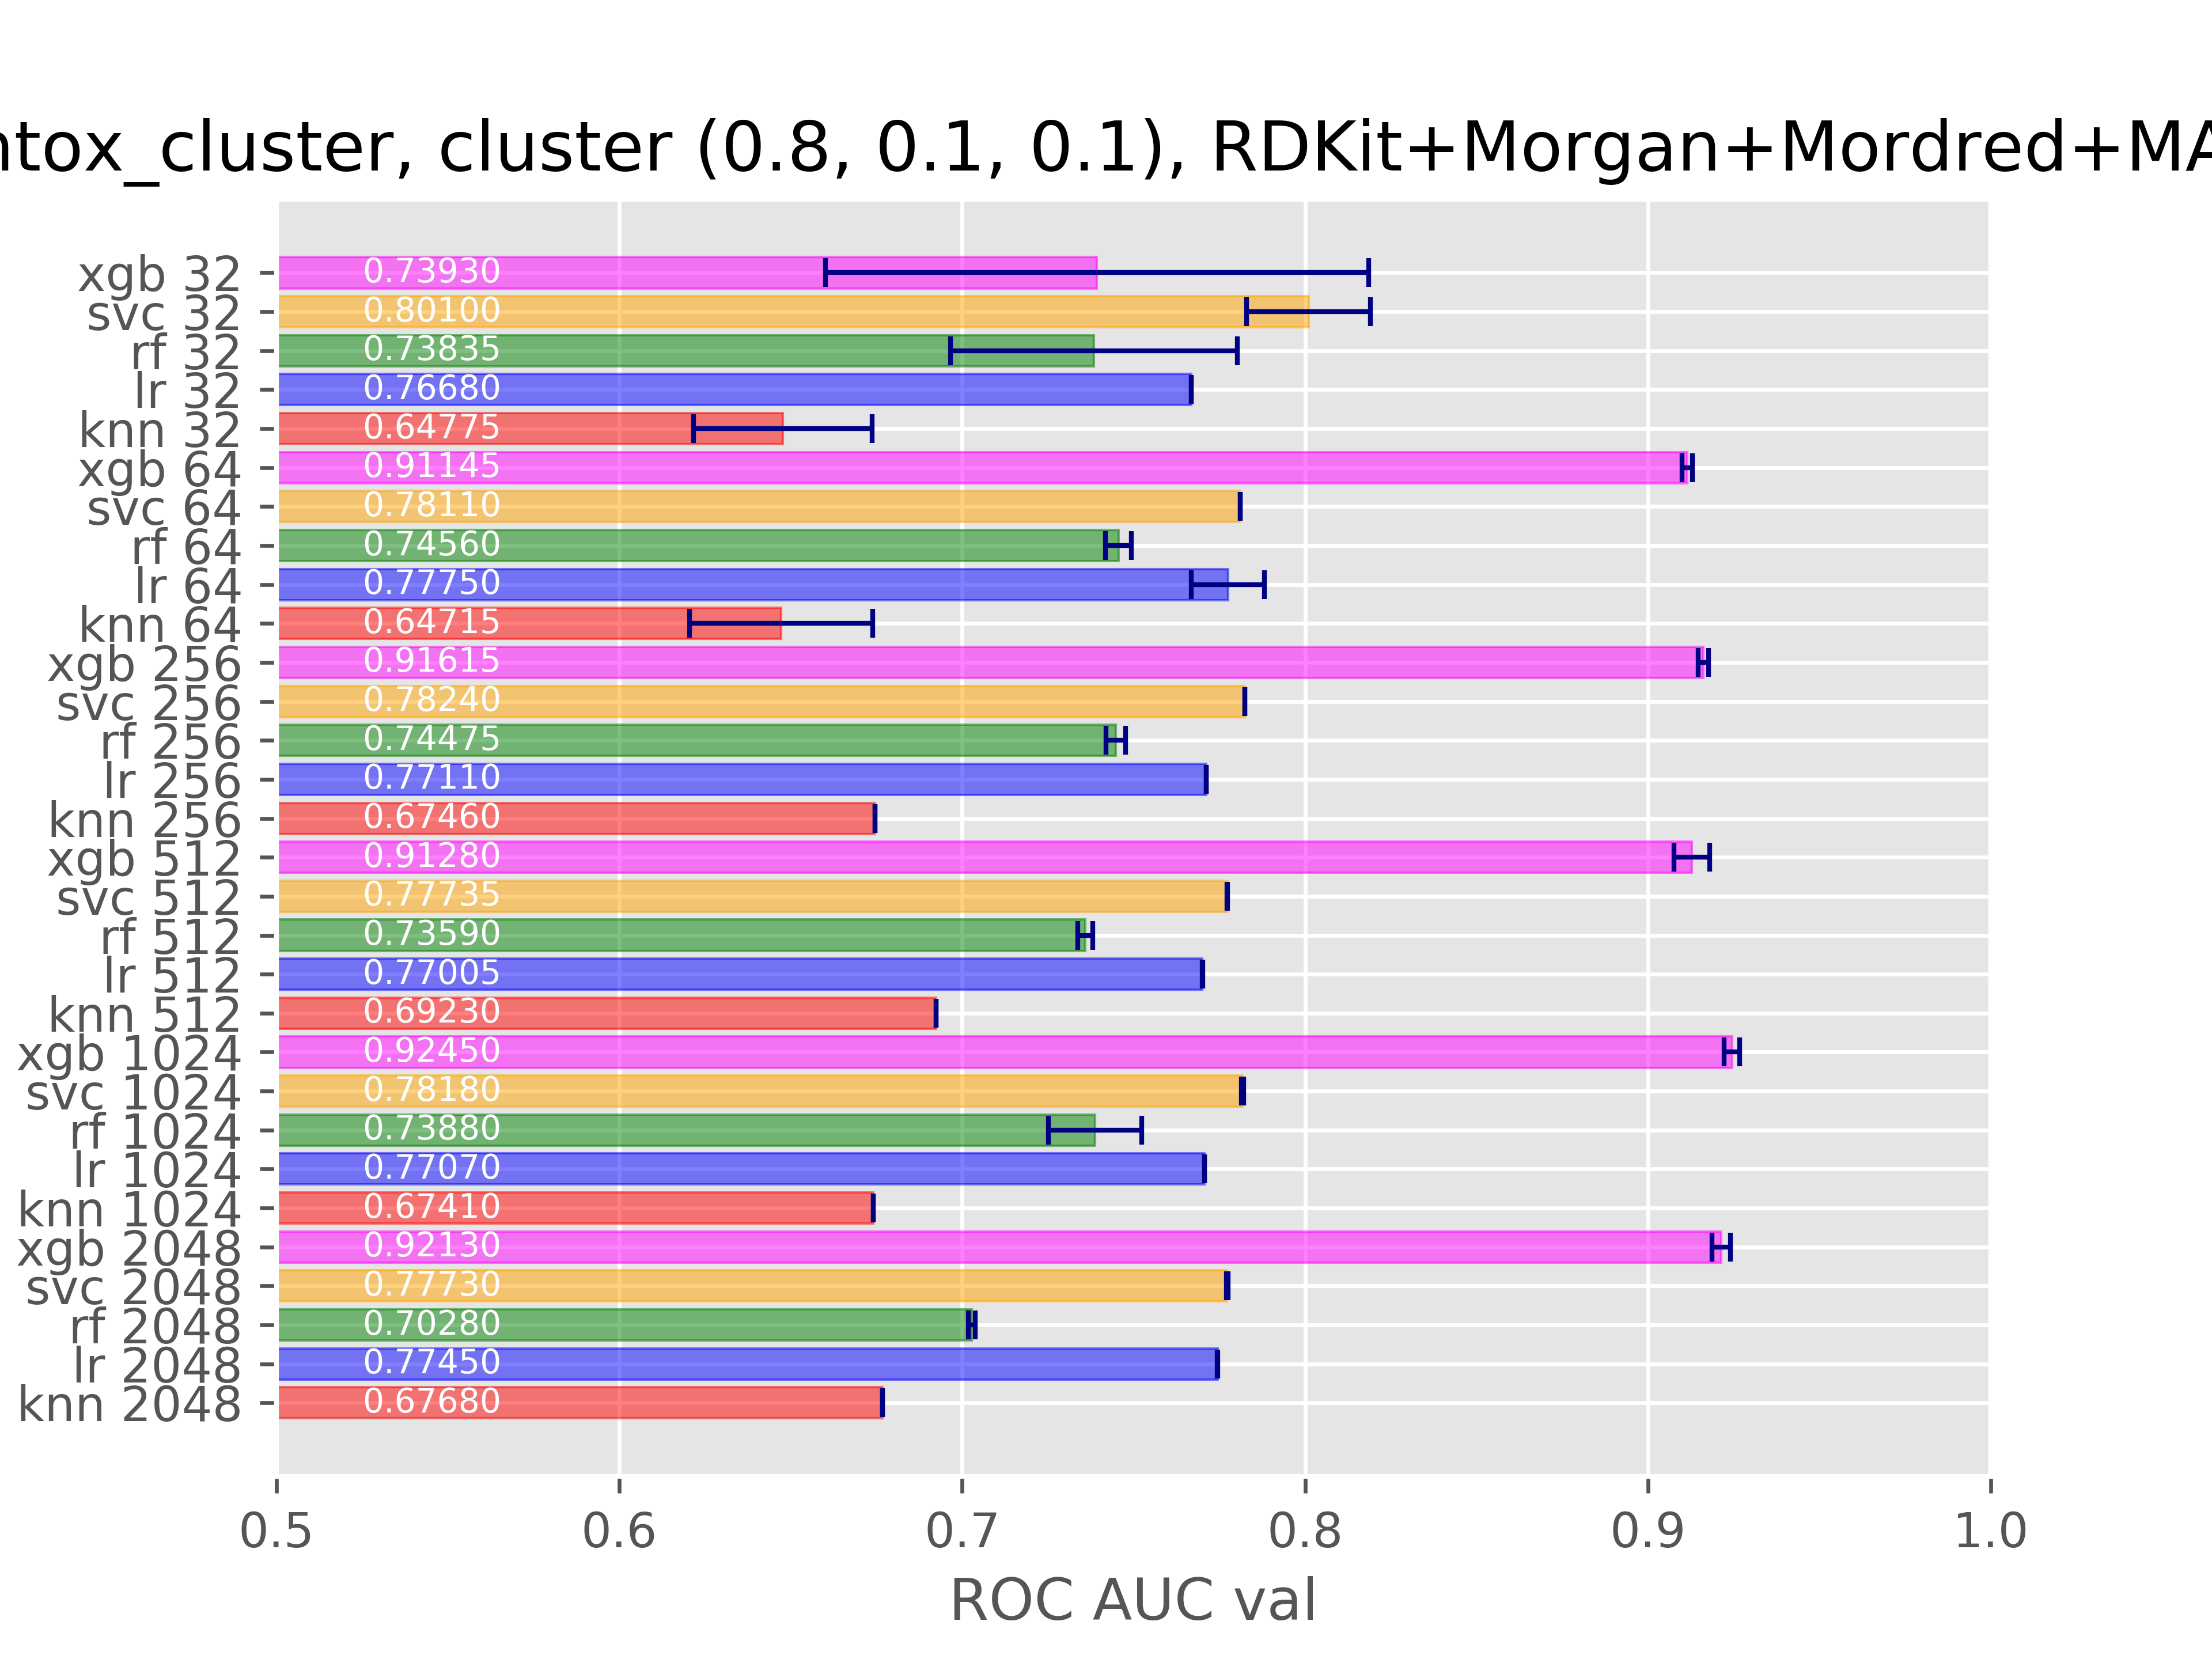 ntox_cluster, cluster (0.8, 0.1, 0.1), RDKit+Morgan+Mordred+MA
xgb 32 0.73930
svc 32 0.80100
rf 32 0.73835
lr 32 0.76680
knn 32 0.64775
xgb 64 0.91145
svc 64 0.78110
rf 64 0.74560
lr 64 0.77750
knn 64 0.64715
xgb 256 0.91615
svc 256 0.78240
rf 256 0.74475
lr 256 0.77110
knn 256 0.67460
xgb 512 0.91280
svc 512 0.77735
rf 512 0.73590
lr 512 0.77005
knn 512 0.69230
xgb 1024 0.92450
svc 1024 0.78180
rf 1024 0.73880
lr 1024 0.77070
knn 1024 0.67410
xgb 2048 0.92130
svc 2048 0.77730
rf 2048 0.70280
lr 2048 0.77450
knn 2048 0.67680
0.5 0.6 0.7 0.8 0.9 1.0
ROC AUC val